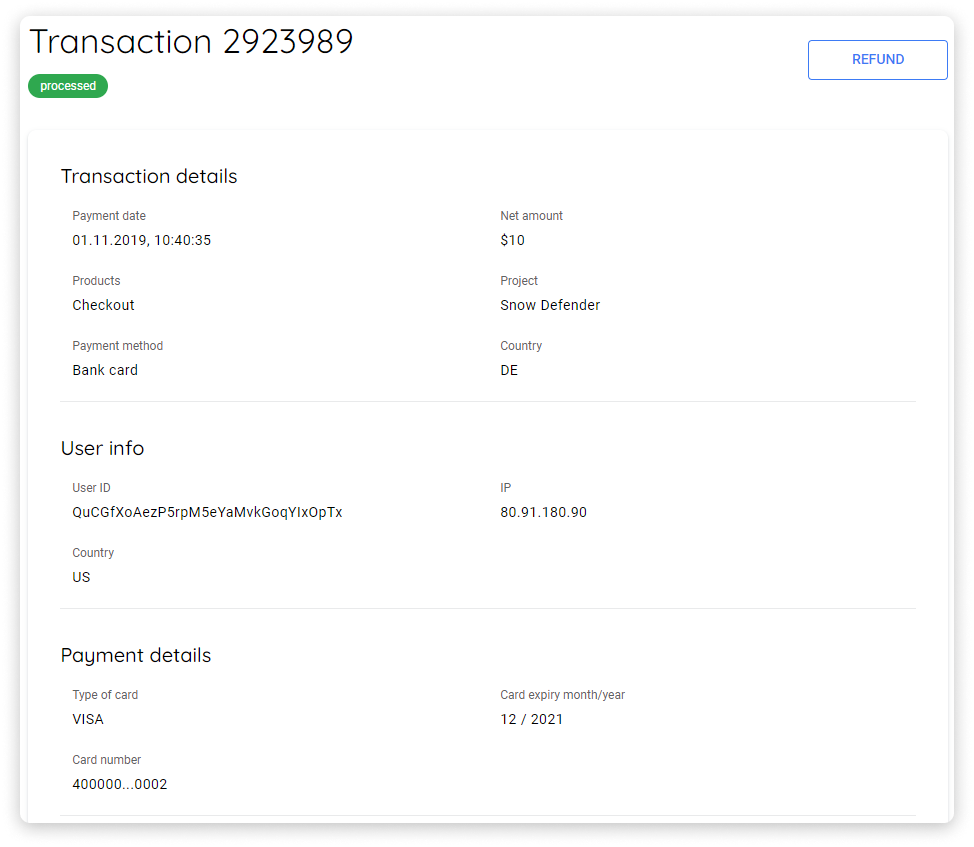 Transaction 2923989
REFUND
processed
Transaction details
Payment date
Net amount
01.11.2019, 10:40:35
$10
Products
Project
Checkout
Snow Defender
Payment method
Country
Bank card
DE
User info
User ID
IP
QuCGfXoAezP5rpM5eYaMvkGoqYIxOpTx
80.91.180.90
Country
US
Payment details
Type of card
Card expiry month/year
VISA
12 / 2021
Card number
400000...0002